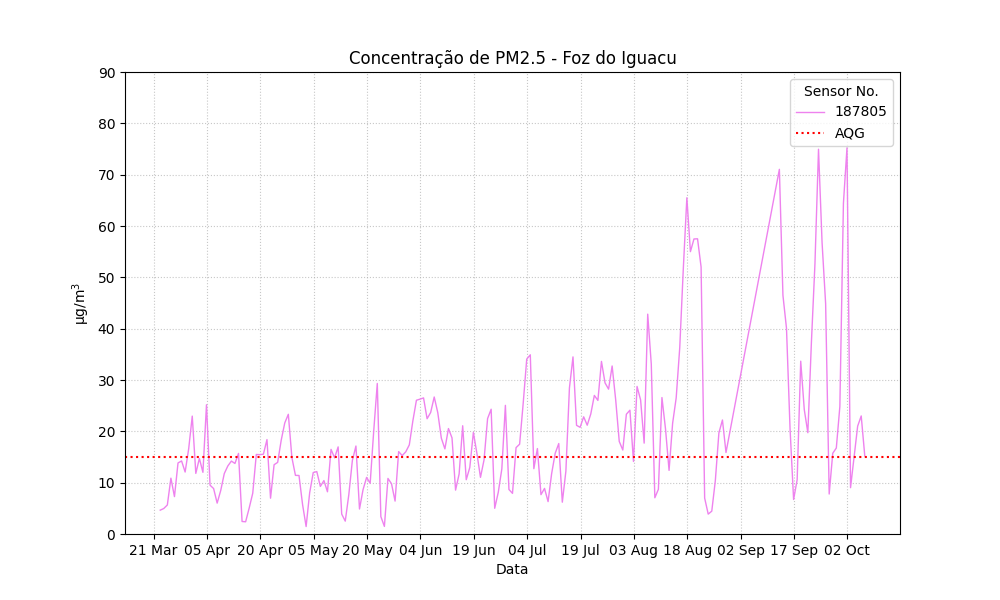 Concentração de PM2.5 - Foz do Iguacu
Sensor No.
187805
AQG
90
80
70
60
50
40
30
20
10
0
µg/m³
21 Mar 05 Apr 20 Apr 05 May 20 May 04 Jun 19 Jun 04 Jul 19 Jul 03 Aug 18 Aug 02 Sep 17 Sep 02 Oct
Data